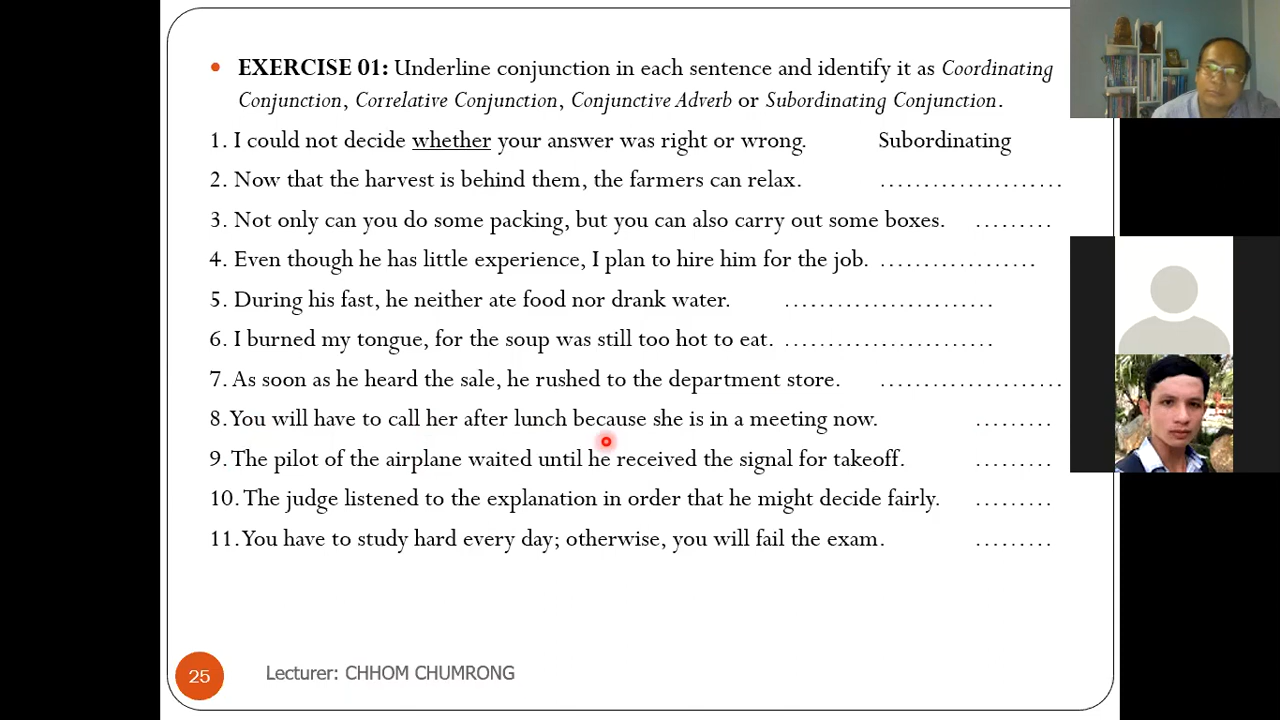 • EXERCISE 01: Underline conjunction in each sentence and identify it as Coordinating
Conjunction, Correlative Conjunction, Conjunctive Adverb or Subordinating Conjunction.
1. I could not decide whether your answer was right or wrong. Subordinating
2. Now that the harvest is behind them, the farmers can relax. .....................
3. Not only can you do some packing, but you can also carry out some boxes. .........
4. Even though he has little experience, I plan to hire him for the job. ..................
5. During his fast, he neither ate food nor drank water. ........................
6. I burned my tongue, for the soup was still too hot to eat. ........................
7. As soon as he heard the sale, he rushed to the department store. .....................
8. You will have to call her after lunch because she is in a meeting now. .........
9. The pilot of the airplane waited until he received the signal for takeoff. .........
10. The judge listened to the explanation in order that he might decide fairly. .........
11. You have to study hard every day; otherwise, you will fail the exam. .........
25 Lecturer: CHHOM CHUMRONG